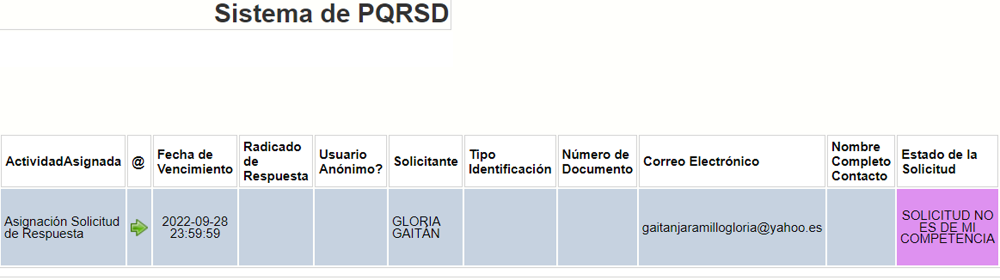 Sistema de PQRSD
ActividadAsignada
@
Fecha de
Vencimiento
Radicado
de
Respuesta
Usuario
Anónimo?
Solicitante
Tipo
Identificación
Número de
Documento
Correo Electrónico
Nombre
Completo
Contacto
Estado de la
Solicitud
Asignación Solicitud
de Respuesta
2022-09-28
23:59:59
GLORIA
GAITÁN
gaitanjaramillogloria@yahoo.es
SOLICITUD NO
ES DE MI
COMPETENCIA